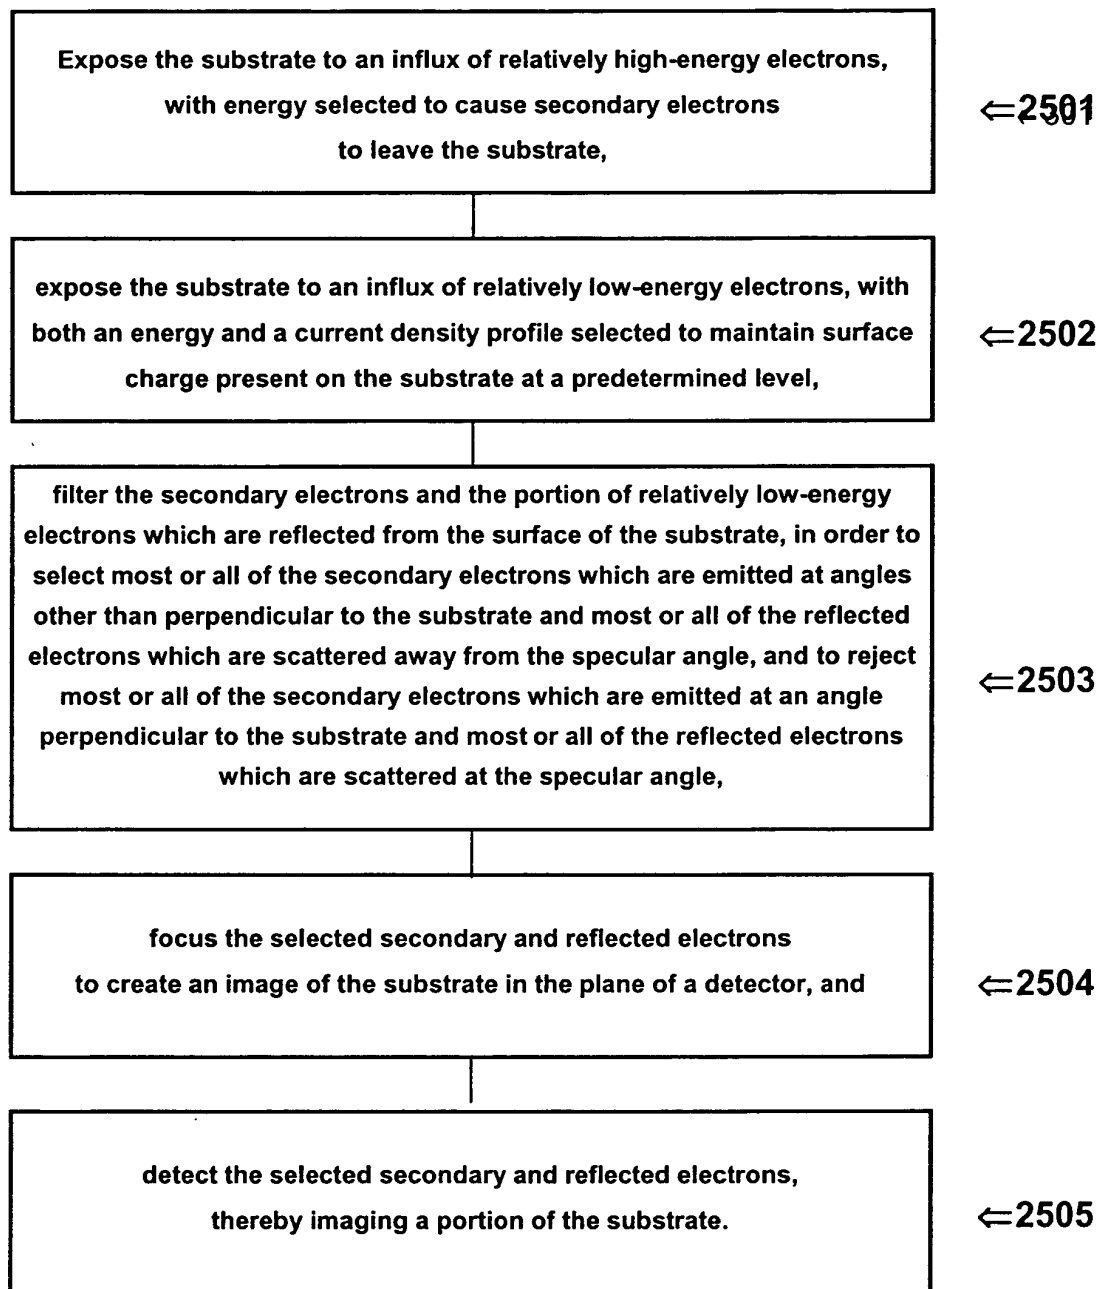 Expose the substrate to an influx of relatively high-energy electrons,
with energy selected to cause secondary electrons
to leave the substrate,
⇐2501
expose the substrate to an influx of relatively low-energy electrons, with
both an energy and a current density profile selected to maintain surface
charge present on the substrate at a predetermined level,
⇐2502
filter the secondary electrons and the portion of relatively low-energy
electrons which are reflected from the surface of the substrate, in order to
select most or all of the secondary electrons which are emitted at angles
other than perpendicular to the substrate and most or all of the reflected
electrons which are scattered away from the specular angle, and to reject
most or all of the secondary electrons which are emitted at an angle
perpendicular to the substrate and most or all of the reflected electrons
which are scattered at the specular angle,
⇐2503
focus the selected secondary and reflected electrons
to create an image of the substrate in the plane of a detector, and
⇐2504
detect the selected secondary and reflected electrons,
thereby imaging a portion of the substrate.
⇐2505